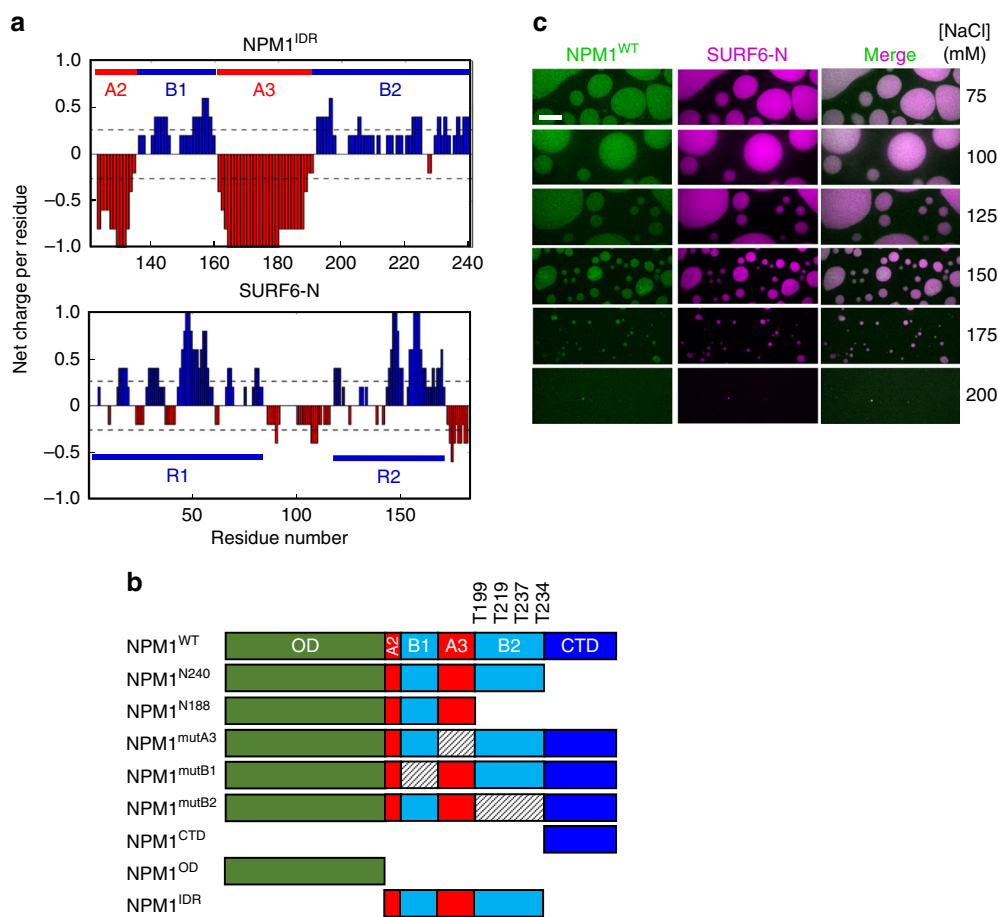 a
NPM1IDR
1.0
0.5
0
−0.5
−1.0
A2 B1 A3 B2
140 160 180 200 220 240
SURF6-N
1.0
0.5
0
−0.5
−1.0
R1 R2
50 100 150
Residue number
Net charge per residue
c
NPM1WT SURF6-N Merge
[NaCl]
(mM)
75
100
125
150
175
200
b
T199 T219 T237 T234
NPM1WT OD A2 B1 A3 B2 CTD
NPM1N240
NPM1N188
NPM1mutA3
NPM1mutB1
NPM1mutB2
NPM1CTD
NPM1OD
NPM1IDR